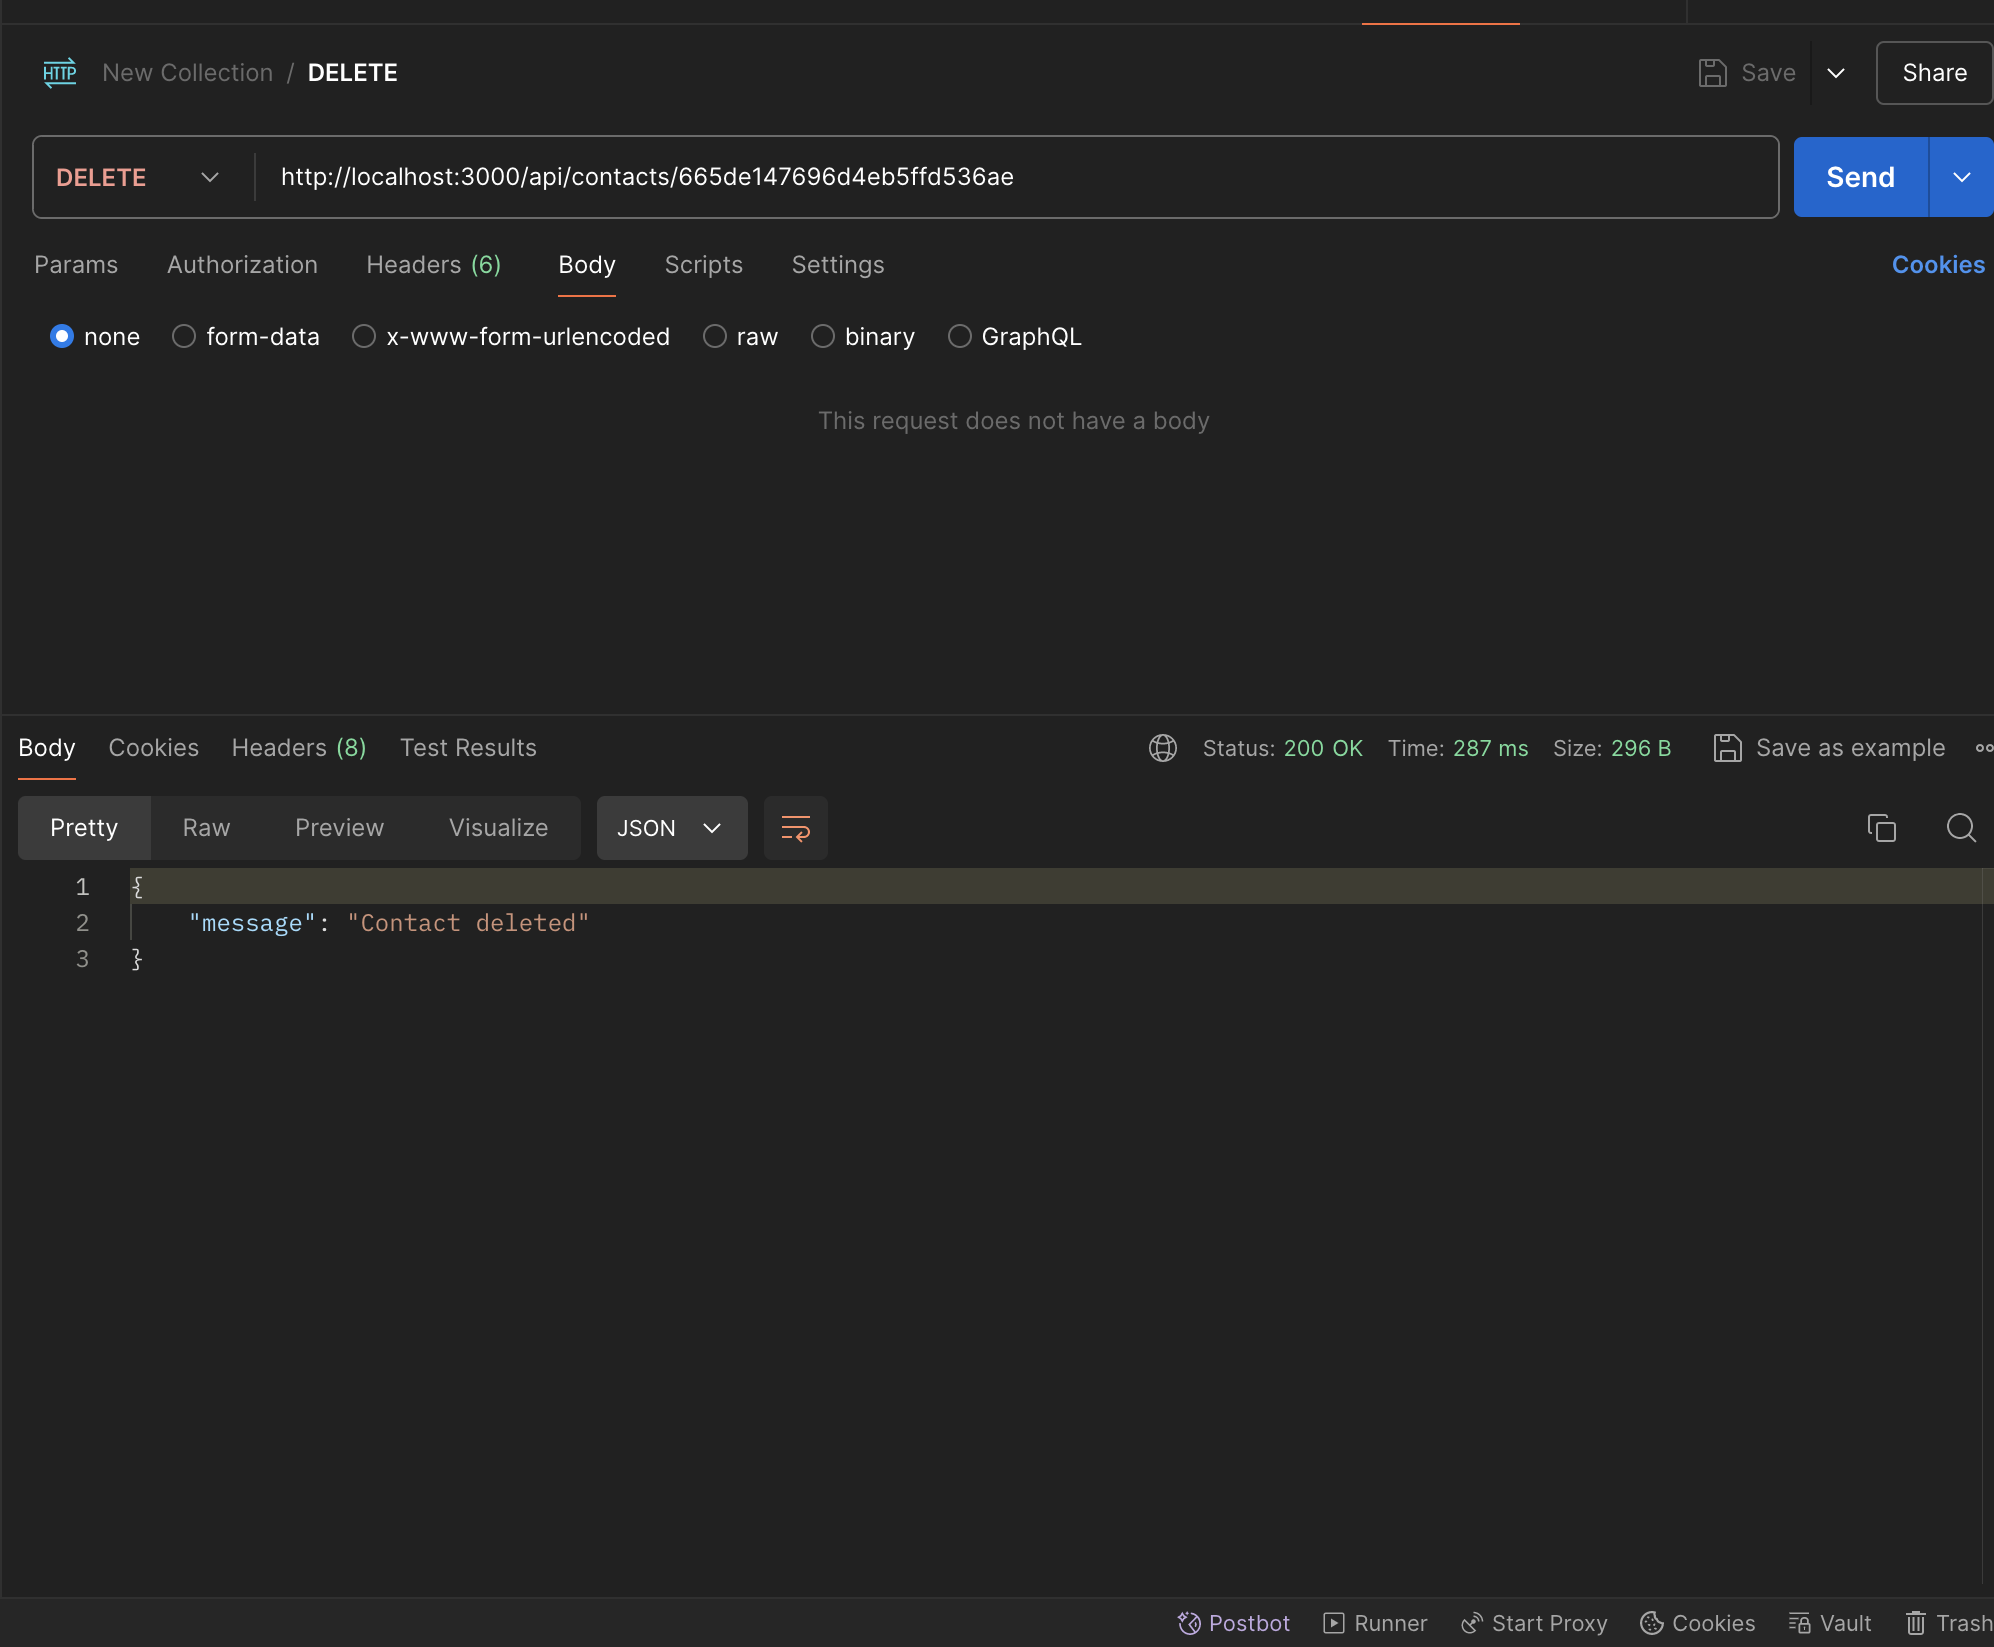 HTTP New Collection / DELETE Save Share
DELETE http://localhost:3000/api/contacts/665de147696d4eb5ffd536ae Send
Params Authorization Headers (6) Body Scripts Settings Cookies
none form-data x-www-form-urlencoded raw binary GraphQL
This request does not have a body
Body Cookies Headers (8) Test Results Status: 200 OK Time: 287 ms Size: 296 B Save as example
Pretty Raw Preview Visualize JSON
1 {
2 "message": "Contact deleted"
3 }
Postbot Runner Start Proxy Cookies Vault Trash